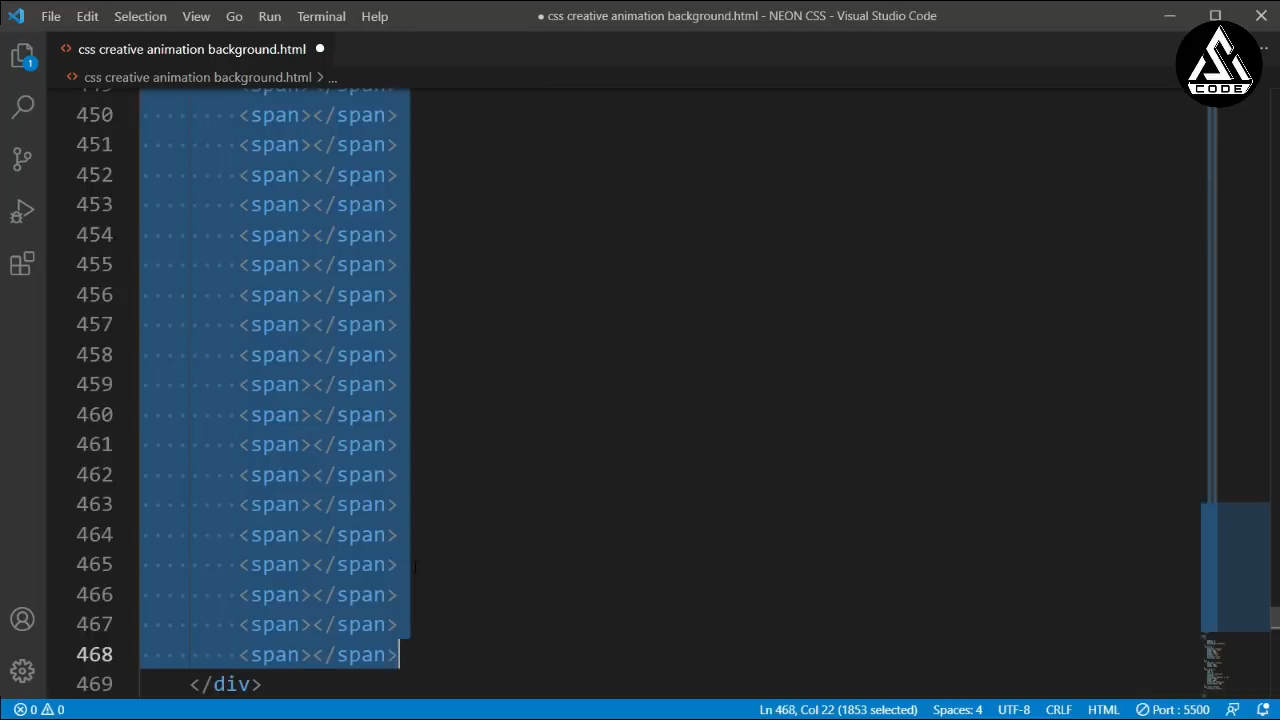 File Edit Selection View Go Run Terminal Help
● css creative animation background.html - NEON CSS - Visual Studio Code
<> css creative animation background.html ●
<> css creative animation background.html > ...
CODE
449 <span></span>
450 <span></span>
451 <span></span>
452 <span></span>
453 <span></span>
454 <span></span>
455 <span></span>
456 <span></span>
457 <span></span>
458 <span></span>
459 <span></span>
460 <span></span>
461 <span></span>
462 <span></span>
463 <span></span>
464 <span></span>
465 <span></span>
466 <span></span>
467 <span></span>
468 <span></span>
469 </div>
1
0 0 Ln 468, Col 22 (1853 selected) Spaces: 4 UTF-8 CRLF HTML Port : 5500